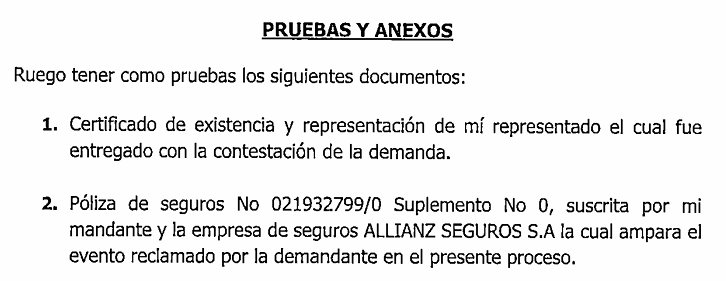 PRUEBAS Y ANEXOS
Ruego tener como pruebas los siguientes documentos:
1. Certificado de existencia y representación de mí representado el cual fue
entregado con la contestación de la demanda.
2. Póliza de seguros No 021932799/0 Suplemento No 0, suscrita por mi
mandante y la empresa de seguros ALLIANZ SEGUROS S.A la cual ampara el
evento reclamado por la demandante en el presente proceso.